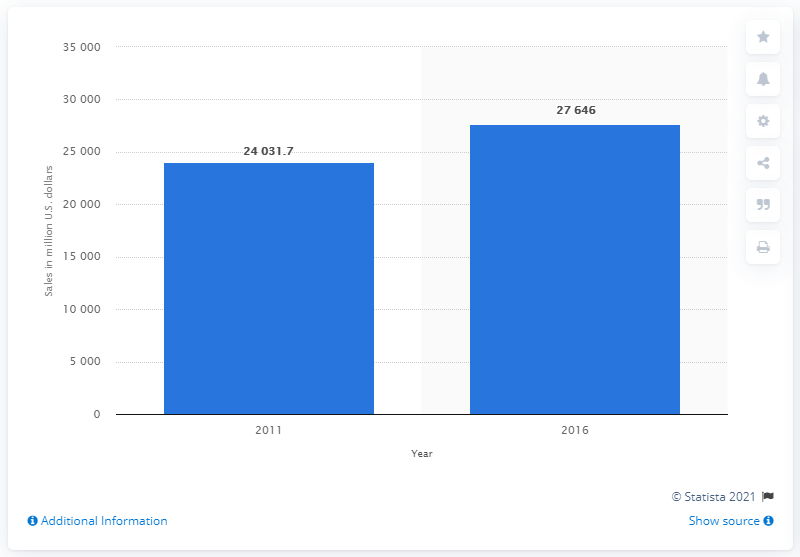 35 000
30 000
25 000
20 000
15 000
10 000
5 000
0
Sales in million U.S. dollars
24 031.7
27 646
2011
2016
Year
© Statista 2021
Additional Information
Show source